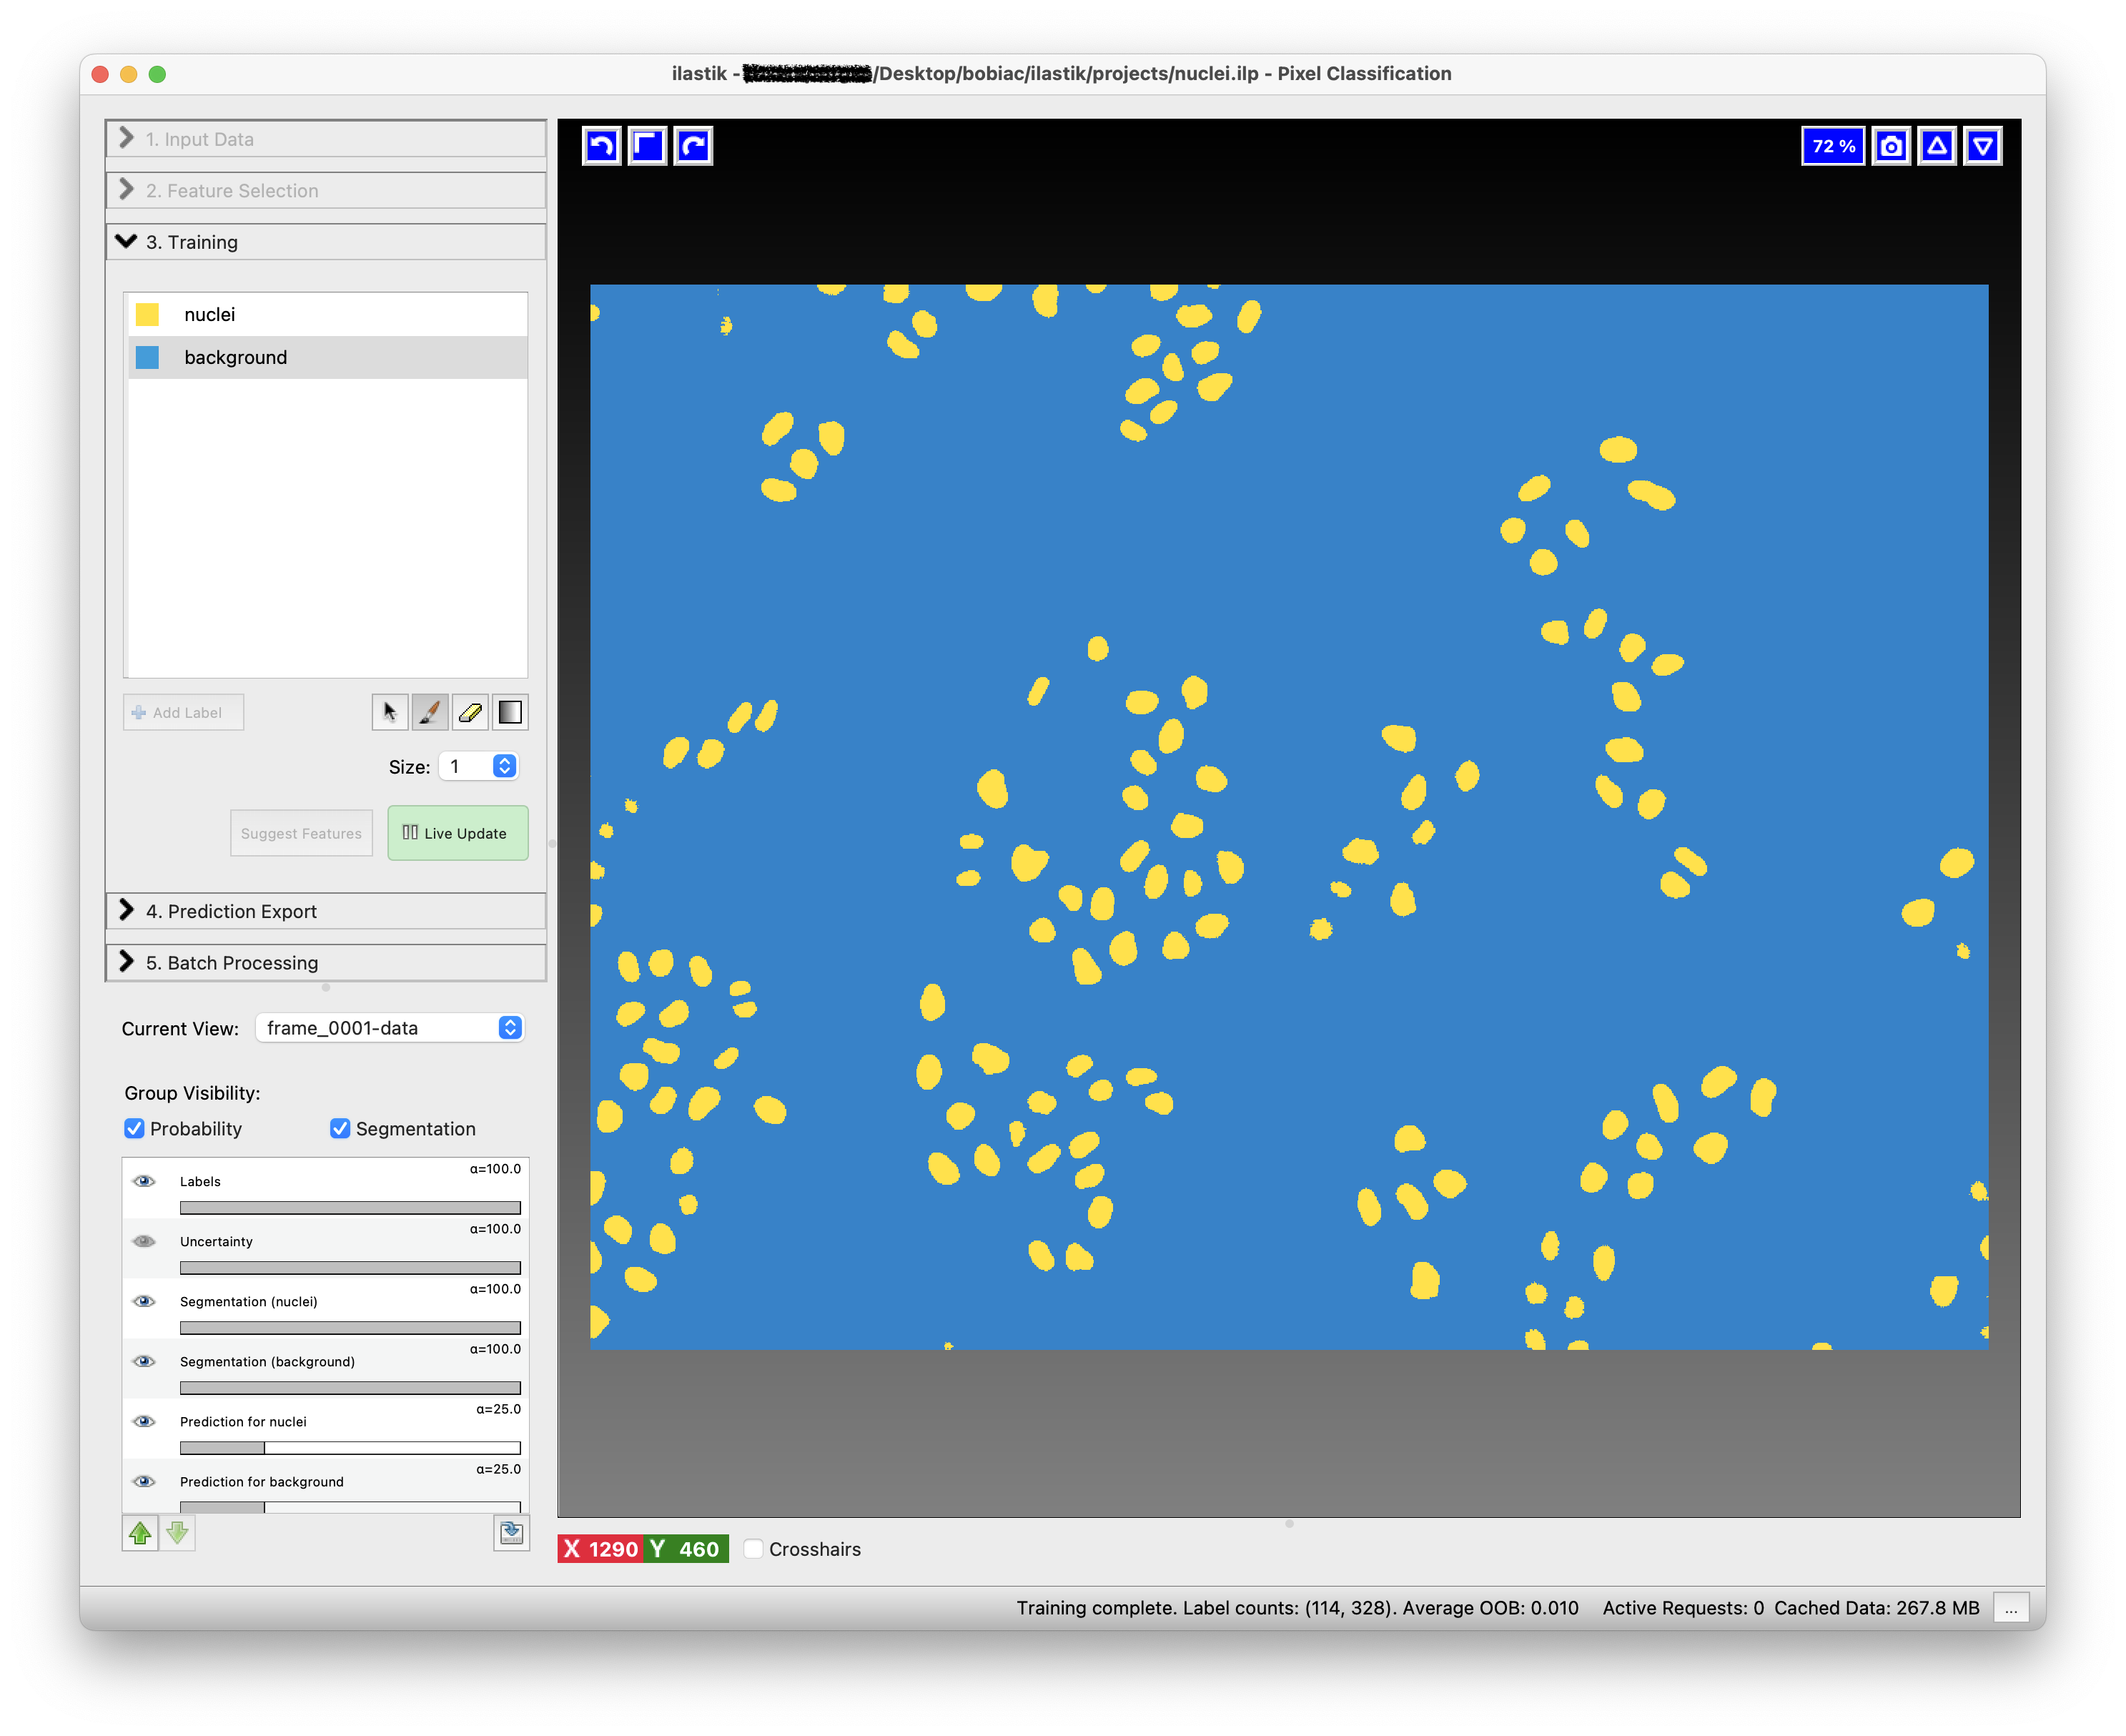 ilastik - /Desktop/bobiac/ilastik/projects/nuclei.ilp - Pixel Classification
1. Input Data
2. Feature Selection
3. Training
nuclei
background
Add Label
Size: 1
Suggest Features
Live Update
4. Prediction Export
5. Batch Processing
Current View: frame_0001-data
Group Visibility:
Probability
Segmentation
α=100.0
Labels
α=100.0
Uncertainty
α=100.0
Segmentation (nuclei)
α=100.0
Segmentation (background)
α=25.0
Prediction for nuclei
α=25.0
Prediction for background
72 %
X 1290 Y 460
Crosshairs
Training complete. Label counts: (114, 328). Average OOB: 0.010 Active Requests: 0 Cached Data: 267.8 MB ...